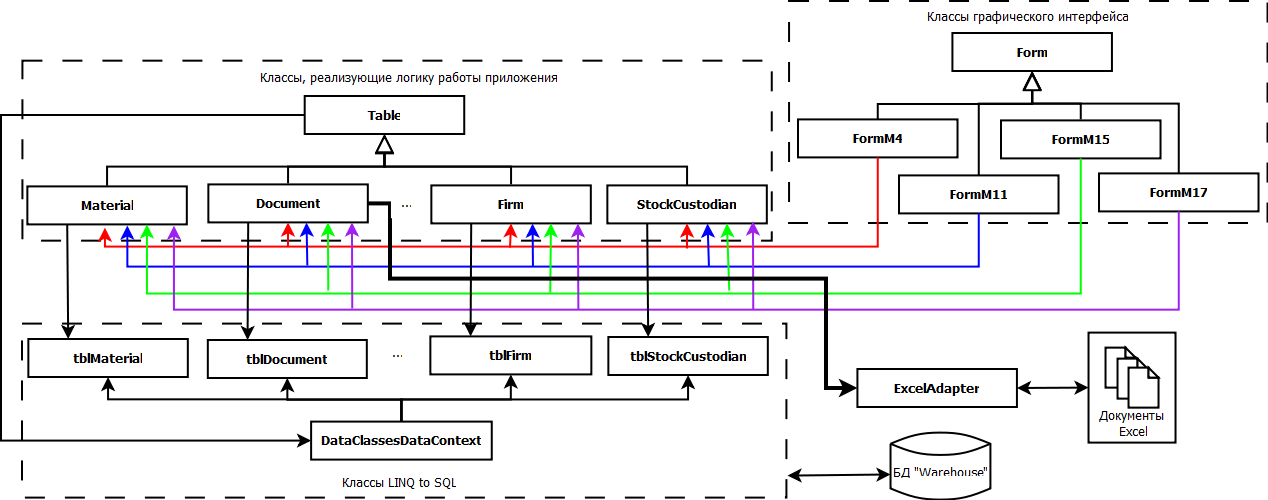 Классы графического интерфейса
Form
Классы, реализующие логику работы приложения
Table
FormM4
FormM15
FormM11
FormM17
Material
Document
...
Firm
StockCustodian
tblMaterial
tblDocument
...
tblFirm
tblStockCustodian
ExcelAdapter
Документы
Excel
DataClassesDataContext
БД "Warehouse"
Классы LINQ to SQL